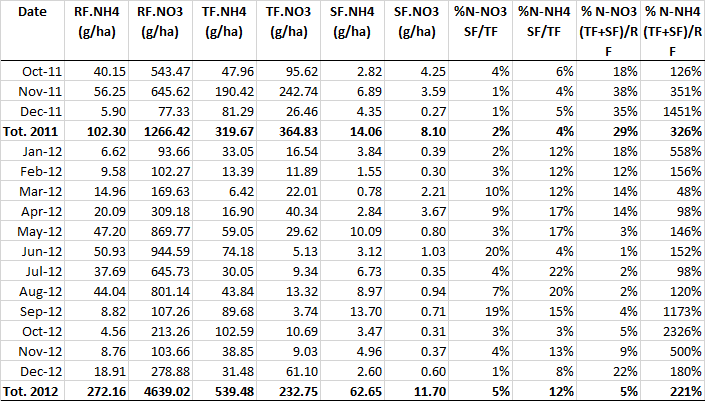 Date RF.NH4 RF.NO3 TF.NH4 TF.NO3 SF.NH4 SF.NO3 %N-NO3 %N-NH4 % N-NO3 % N-NH4
(g/ha) (g/ha) (g/ha) (g/ha) (g/ha) (g/ha) SF/TF SF/TF (TF+SF)/R (TF+SF)/R
F F
Oct-11 40.15 543.47 47.96 95.62 2.82 4.25 4% 6% 18% 126%
Nov-11 56.25 645.62 190.42 242.74 6.89 3.59 1% 4% 38% 351%
Dec-11 5.90 77.33 81.29 26.46 4.35 0.27 1% 5% 35% 1451%
Tot. 2011 102.30 1266.42 319.67 364.83 14.06 8.10 2% 4% 29% 326%
Jan-12 6.62 93.66 33.05 16.54 3.84 0.39 2% 12% 18% 558%
Feb-12 9.58 102.27 13.39 11.89 1.55 0.30 3% 12% 12% 156%
Mar-12 14.96 169.63 6.42 22.01 0.78 2.21 10% 12% 14% 48%
Apr-12 20.09 309.18 16.90 40.34 2.84 3.67 9% 17% 14% 98%
May-12 47.20 869.77 59.05 29.62 10.09 0.80 3% 17% 3% 146%
Jun-12 50.93 944.59 74.18 5.13 3.12 1.03 20% 4% 1% 152%
Jul-12 37.69 645.73 30.05 9.34 6.73 0.35 4% 22% 2% 98%
Aug-12 44.04 801.14 43.84 13.32 8.97 0.94 7% 20% 2% 120%
Sep-12 8.82 107.26 89.68 3.74 13.70 0.71 19% 15% 4% 1173%
Oct-12 4.56 213.26 102.59 10.69 3.47 0.31 3% 3% 5% 2326%
Nov-12 8.76 103.66 38.85 9.03 4.96 0.37 4% 13% 9% 500%
Dec-12 18.91 278.88 31.48 61.10 2.60 0.60 1% 8% 22% 180%
Tot. 2012 272.16 4639.02 539.48 232.75 62.65 11.70 5% 12% 5% 221%